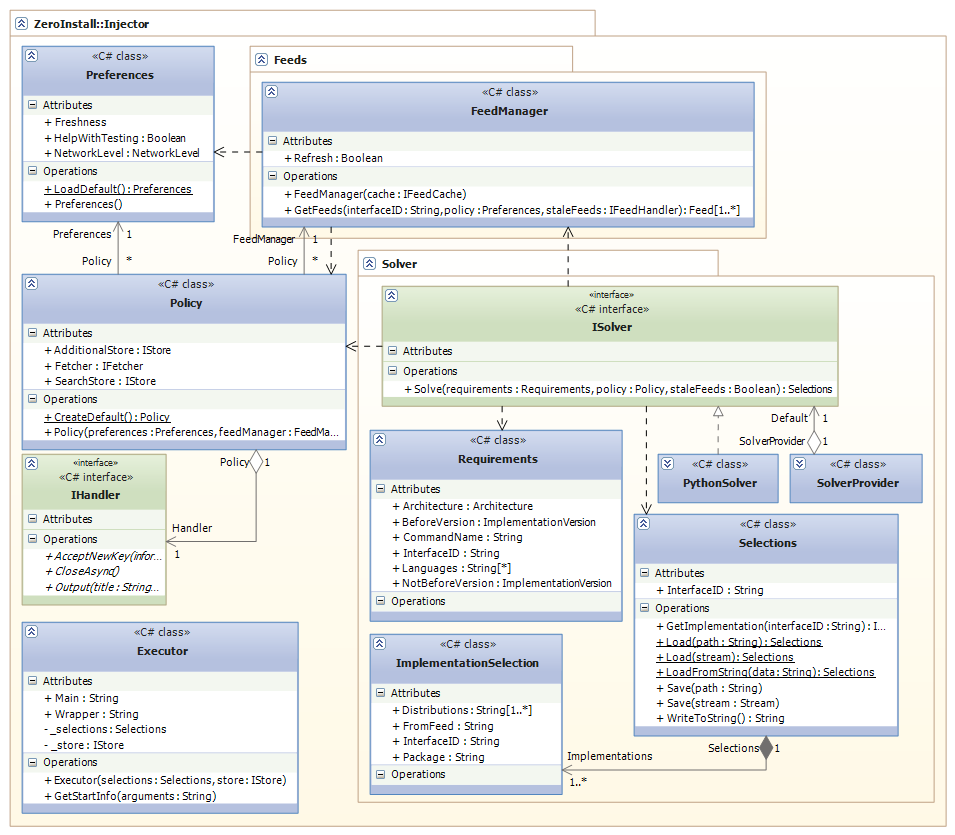 ZeroInstall::Injector
«C# class»
Preferences
Attributes
+ Freshness
+ HelpWithTesting : Boolean
+ NetworkLevel : NetworkLevel
Operations
+ LoadDefault() : Preferences
+ Preferences()
Feeds
«C# class»
FeedManager
Attributes
+ Refresh : Boolean
Operations
+ FeedManager(cache : IFeedCache)
+ GetFeeds(interfaceID : String, policy : Preferences, staleFeeds : IFeedHandler) : Feed[1..*]
Preferences 1
Policy *
FeedManager 1
Policy *
«C# class»
Policy
Attributes
+ AdditionalStore : IStore
+ Fetcher : IFetcher
+ SearchStore : IStore
Operations
+ CreateDefault() : Policy
+ Policy(preferences : Preferences, feedManager : FeedMa...
Solver
«interface»
«C# interface»
ISolver
Attributes
Operations
+ Solve(requirements : Requirements, policy : Policy, staleFeeds : Boolean) : Selections
Default 1
SolverProvider 1
«C# class»
PythonSolver
«C# class»
SolverProvider
Policy 1
Handler
1
«interface»
«C# interface»
IHandler
Attributes
Operations
+ AcceptNewKey(infor...
+ CloseAsync()
+ Output(title : String...
«C# class»
Requirements
Attributes
+ Architecture : Architecture
+ BeforeVersion : ImplementationVersion
+ CommandName : String
+ InterfaceID : String
+ Languages : String[*]
+ NotBeforeVersion : ImplementationVersion
Operations
«C# class»
Selections
Attributes
+ InterfaceID : String
Operations
+ GetImplementation(interfaceID : String) : I...
+ Load(path : String) : Selections
+ Load(stream) : Selections
+ LoadFromString(data : String) : Selections
+ Save(path : String)
+ Save(stream : Stream)
+ WriteToString() : String
«C# class»
Executor
Attributes
+ Main : String
+ Wrapper : String
- _selections : Selections
- _store : IStore
Operations
+ Executor(selections : Selections, store : IStore)
+ GetStartInfo(arguments : String)
«C# class»
ImplementationSelection
Attributes
+ Distributions : String[1..*]
+ FromFeed : String
+ InterfaceID : String
+ Package : String
Operations
Selections 1
Implementations
1..*